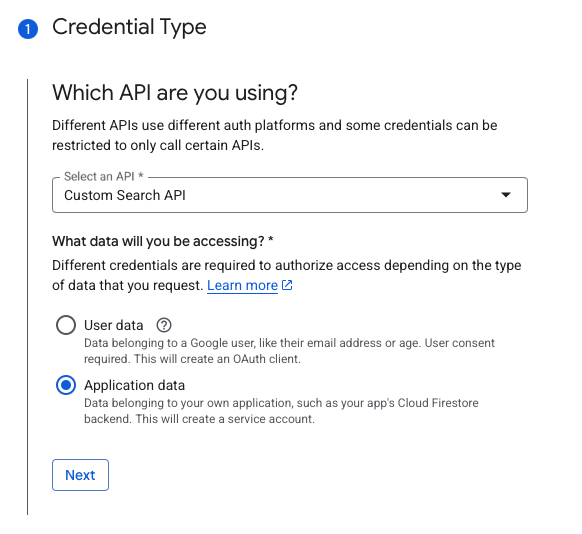 1 Credential Type
Which API are you using?
Different APIs use different auth platforms and some credentials can be
restricted to only call certain APIs.
Select an API *
Custom Search API
What data will you be accessing? *
Different credentials are required to authorize access depending on the type
of data that you request. Learn more
User data ?
Data belonging to a Google user, like their email address or age. User consent
required. This will create an OAuth client.
Application data
Data belonging to your own application, such as your app's Cloud Firestore
backend. This will create a service account.
Next